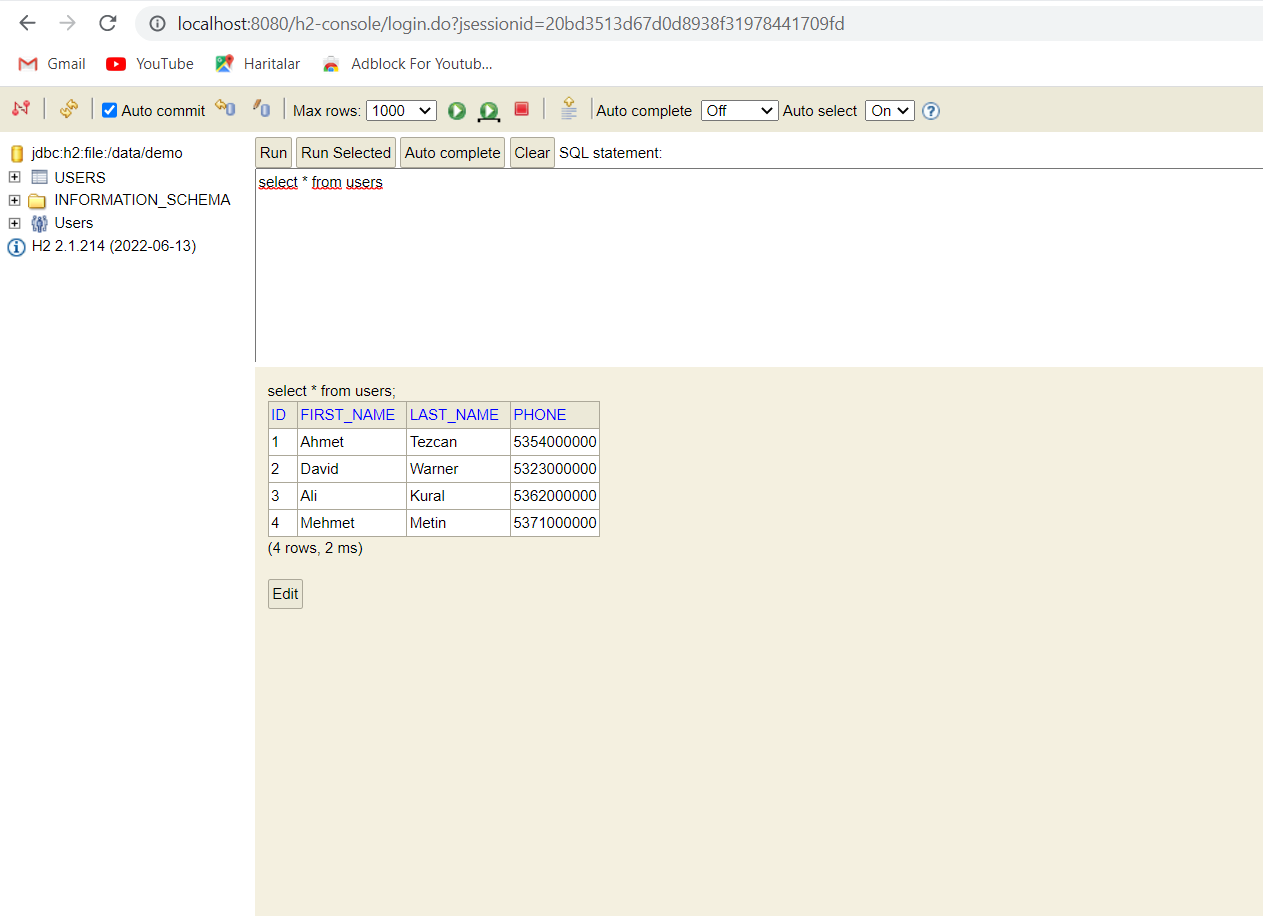 localhost:8080/h2-console/login.do?jsessionid=20bd3513d67d0d8938f31978441709fd
Gmail YouTube Haritalar Adblock For Youtub...
Auto commit Max rows: 1000 Auto complete Off Auto select On
jdbc:h2:file:/data/demo
USERS
INFORMATION_SCHEMA
Users
H2 2.1.214 (2022-06-13)
Run Run Selected Auto complete Clear SQL statement:
select * from users
select * from users;
ID FIRST_NAME LAST_NAME PHONE
1 Ahmet Tezcan 5354000000
2 David Warner 5323000000
3 Ali Kural 5362000000
4 Mehmet Metin 5371000000
(4 rows, 2 ms)
Edit